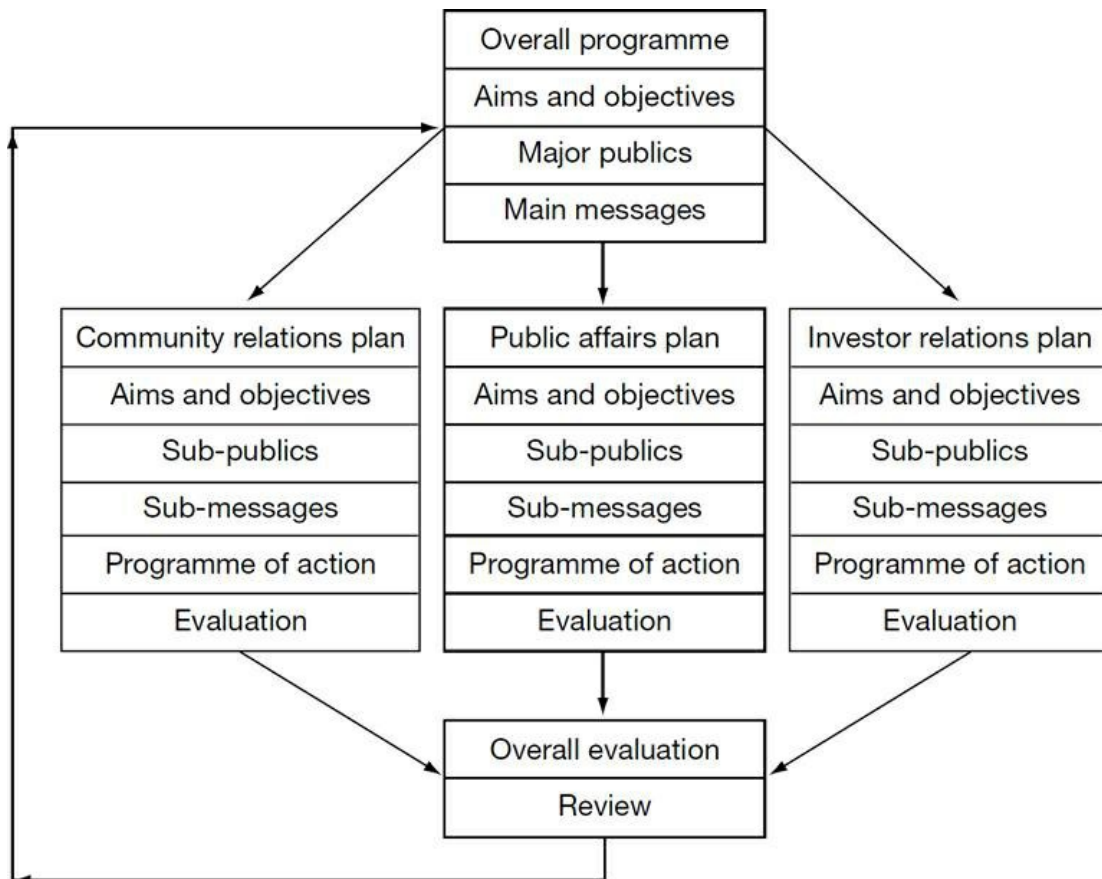 Overall programme
Aims and objectives
Major publics
Main messages
Community relations plan
Aims and objectives
Sub-publics
Sub-messages
Programme of action
Evaluation
Public affairs plan
Aims and objectives
Sub-publics
Sub-messages
Programme of action
Evaluation
Investor relations plan
Aims and objectives
Sub-publics
Sub-messages
Programme of action
Evaluation
Overall evaluation
Review